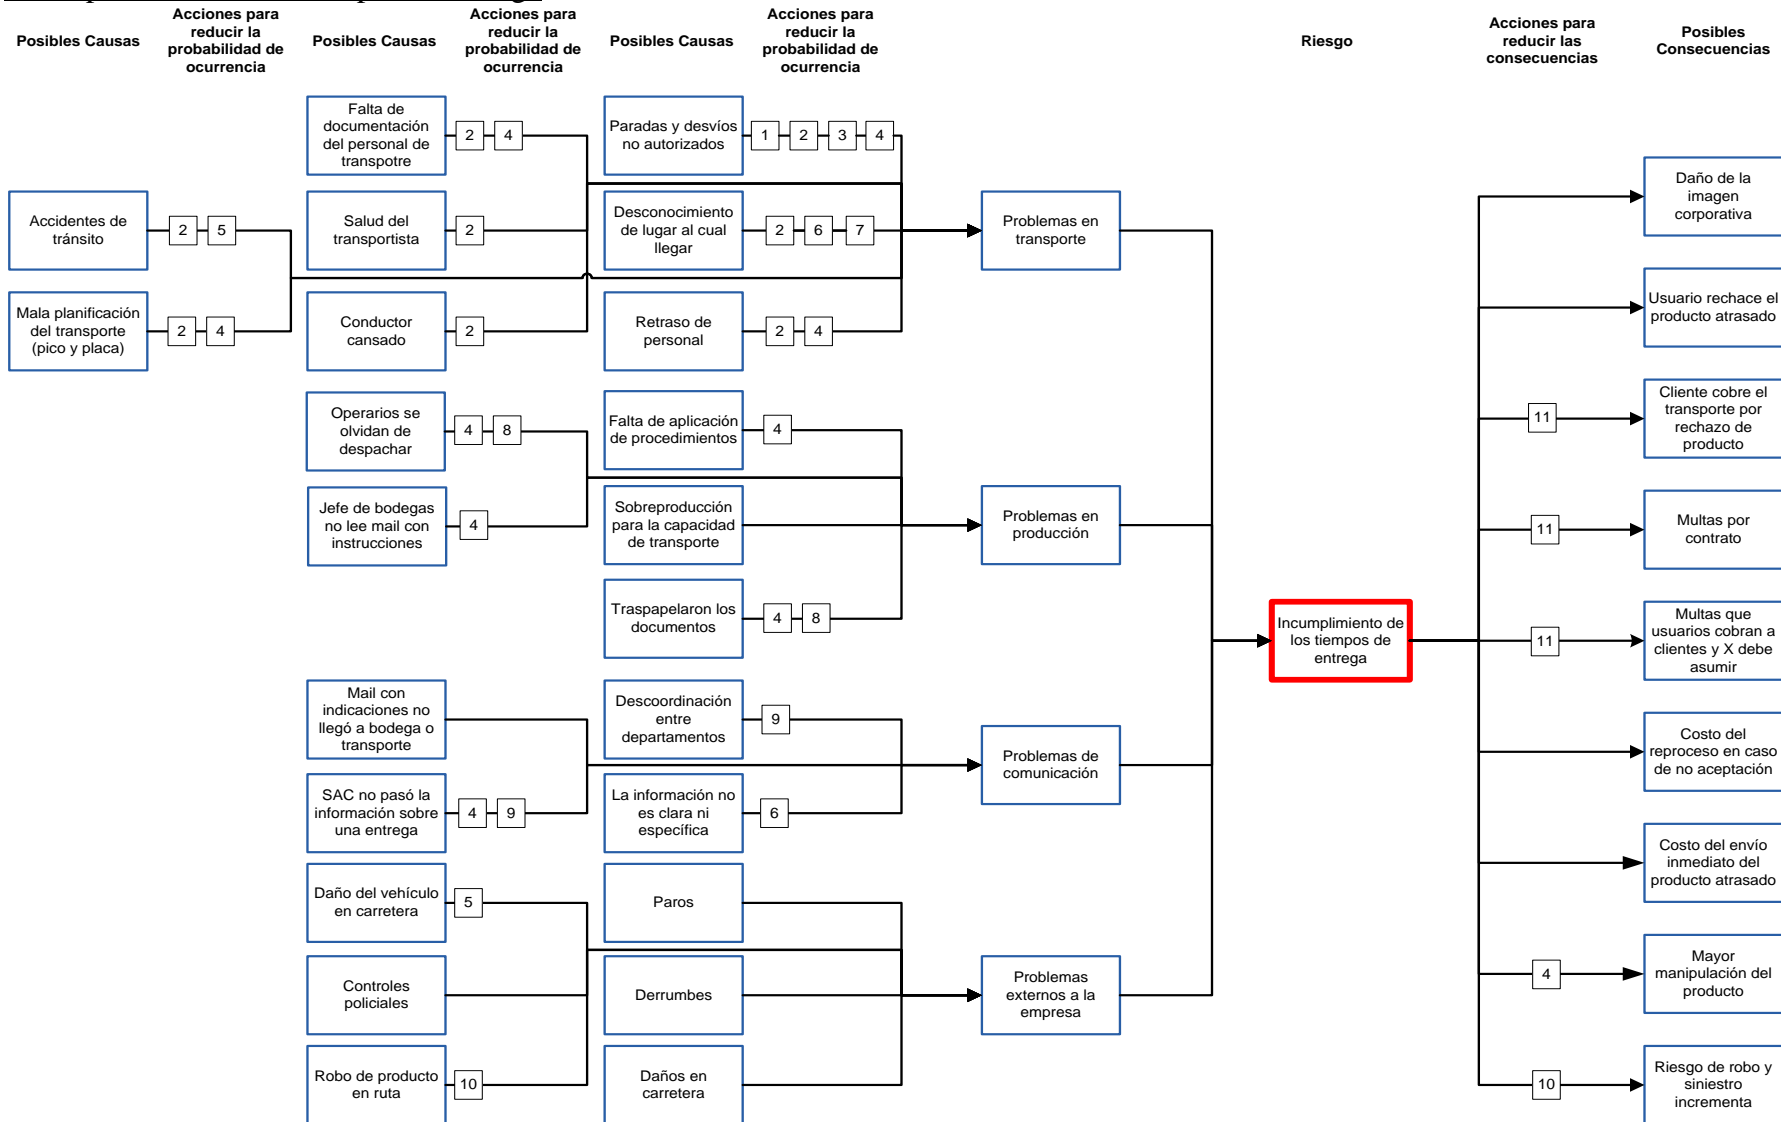 Posibles Causas
Acciones para
reducir la
probabilidad de
ocurrencia
Posibles Causas
Acciones para
reducir la
probabilidad de
ocurrencia
Posibles Causas
Acciones para
reducir la
probabilidad de
ocurrencia
Riesgo
Acciones para
reducir las
consecuencias
Posibles
Consecuencias
Accidentes de
tránsito
2 5
Mala planificación
del transporte
(pico y placa)
2 4
Falta de
documentación
del personal de
transpotre
2 4
Salud del
transportista
2
Conductor
cansado
2
Paradas y desvíos
no autorizados
1 2 3 4
Desconocimiento
de lugar al cual
llegar
2 6 7
Retraso de
personal
2 4
Problemas en
transporte
Operarios se
olvidan de
despachar
4 8
Jefe de bodegas
no lee mail con
instrucciones
4
Falta de aplicación
de procedimientos
4
Sobreproducción
para la capacidad
de transporte
Traspapelaron los
documentos
4 8
Problemas en
producción
Mail con
indicaciones no
llegó a bodega o
transporte
SAC no pasó la
información sobre
una entrega
4 9
Descoordinación
entre
departamentos
9
La información no
es clara ni
específica
6
Problemas de
comunicación
Daño del vehículo
en carretera
5
Controles
policiales
Robo de producto
en ruta
10
Paros
Derrumbes
Daños en
carretera
Problemas
externos a la
empresa
Incumplimiento de
los tiempos de
entrega
Daño de la
imagen
corporativa
Usuario rechace el
producto atrasado
11
Cliente cobre el
transporte por
rechazo de
producto
11
Multas por
contrato
11
Multas que
usuarios cobran a
clientes y X debe
asumir
Costo del
reproceso en caso
de no aceptación
Costo del envío
inmediato del
producto atrasado
4
Mayor
manipulación del
producto
10
Riesgo de robo y
siniestro
incrementa